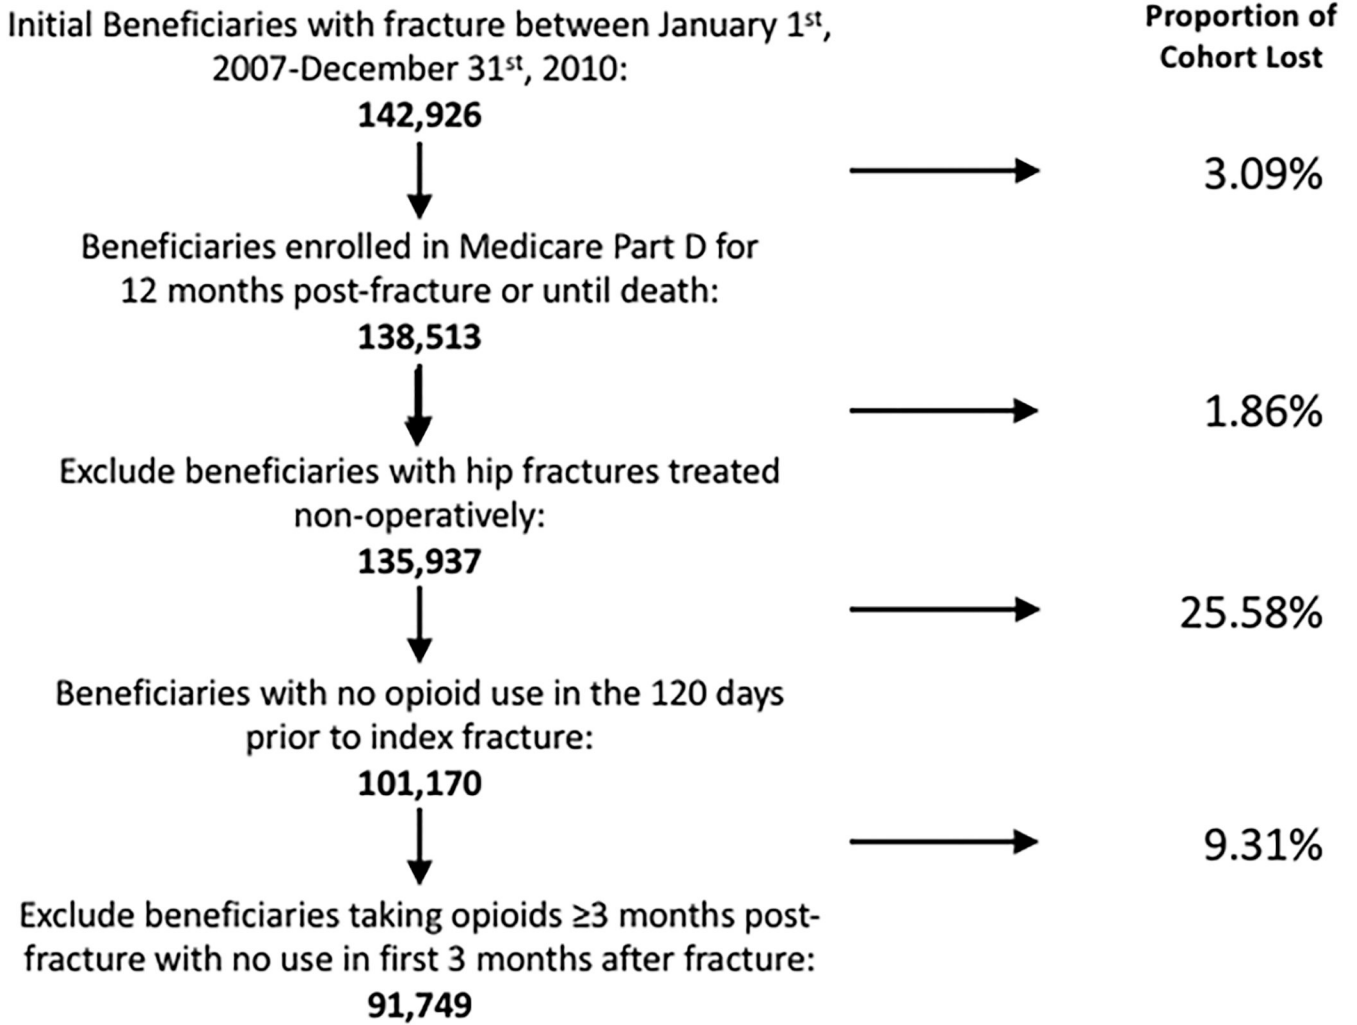 Initial Beneficiaries with fracture between January 1st,
2007-December 31st, 2010:
142,926
Proportion of
Cohort Lost
3.09%
Beneficiaries enrolled in Medicare Part D for
12 months post-fracture or until death:
138,513
1.86%
Exclude beneficiaries with hip fractures treated
non-operatively:
135,937
25.58%
Beneficiaries with no opioid use in the 120 days
prior to index fracture:
101,170
9.31%
Exclude beneficiaries taking opioids ≥3 months post-
fracture with no use in first 3 months after fracture:
91,749